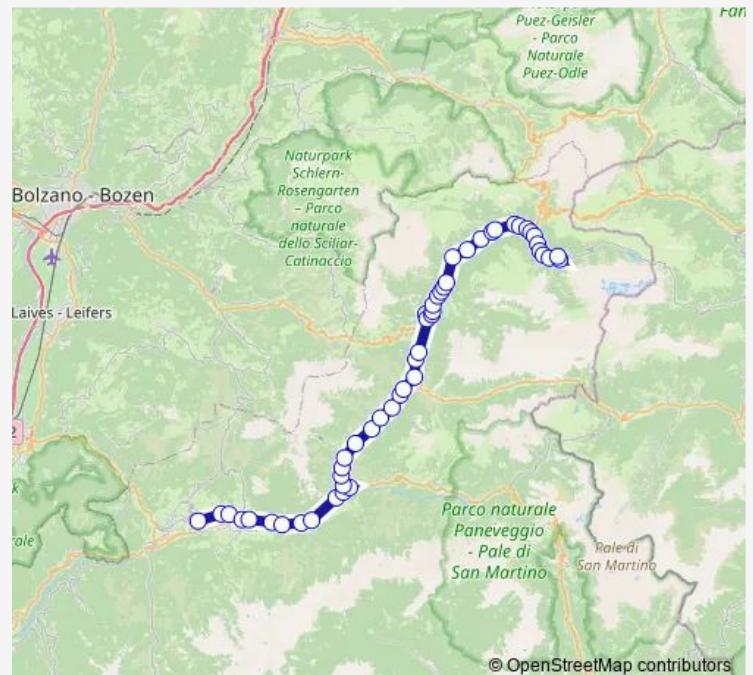 Puez-Geisler
- Parco
Naturale
Puez-Odle
Naturpark
Schlern-
Rosengarten
– Parco
naturale
dello Sciliar-
Catinaccio
Bolzano - Bozen
Laives - Leifers
2
Parco naturale
Paneveggio
- Pale di
San Martino
Pale di
San Martino
© OpenStreetMap contributors